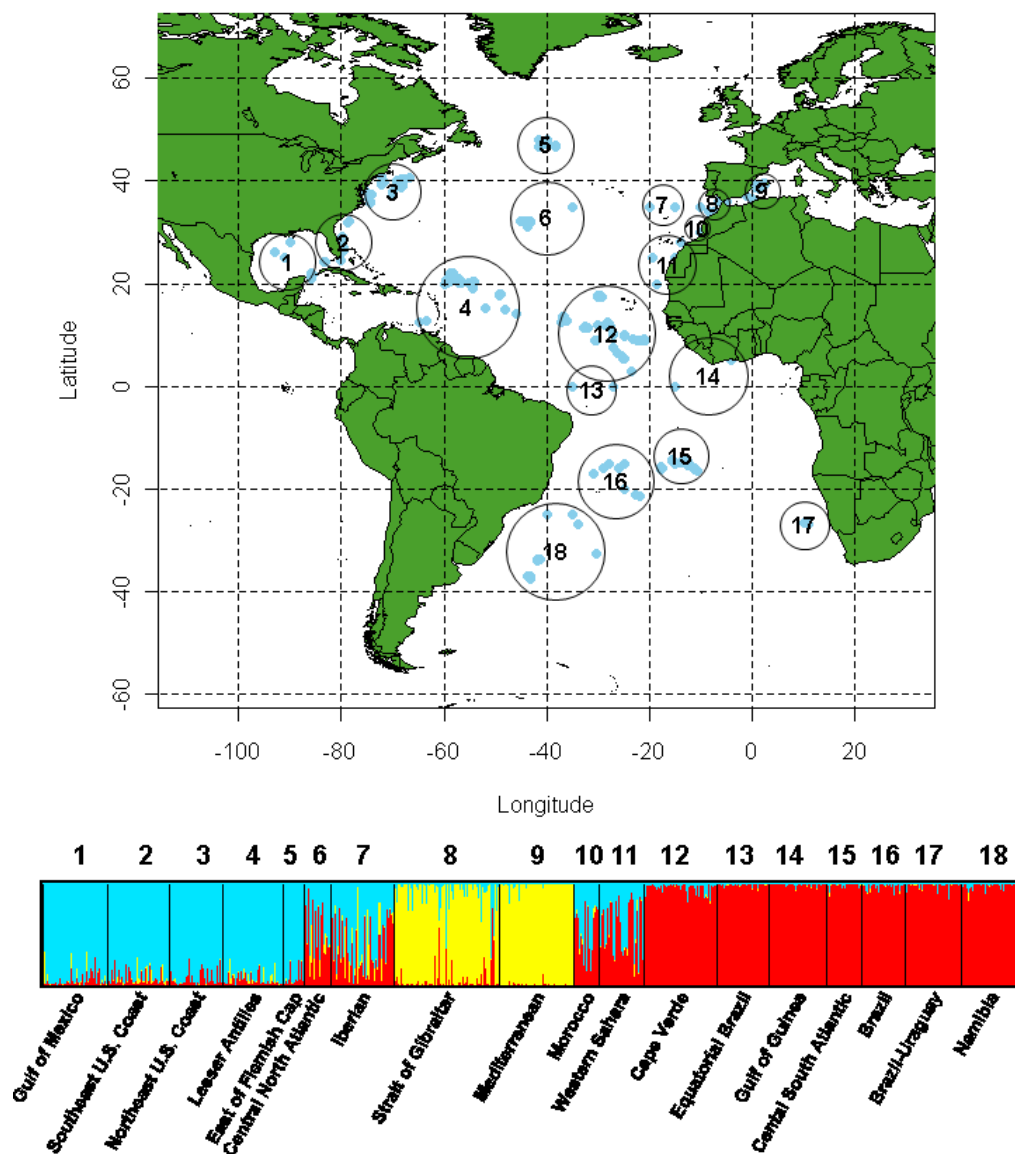 60
40
20
0
-20
-40
-60
Latitude
-100 -80 -60 -40 -20 0 20
Longitude
5
3
9
7 8
6
10
2
1
11
4
12
13
14
15
16
17
18
1 2 3 4 5 6 7 8 9 10 11 12 13 14 15 16 17 18
Gulf of Mexico
Southeast U.S. Coast
Northeast U.S. Coast
Lesser Antilles
East of Flemish Cap
Central North Atlantic
Iberian
Strait of Gibraltar
Mediterranean
Morocco
Western Sahara
Cape Verde
Equatorial Brazil
Gulf of Guinea
Cental South Atlantic
Brazil
Brazil-Uraguay
Namibia